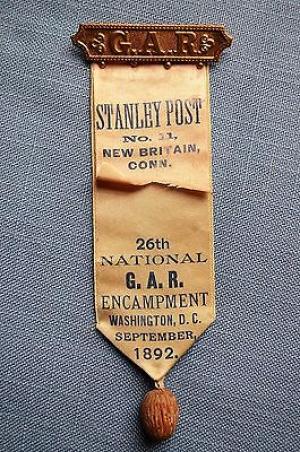 G.A.R.
STANLEY POST
No. 11,
NEW BRITAIN,
CONN.
26th
NATIONAL
G. A. R.
ENCAMPMENT
WASHINGTON, D. C.
SEPTEMBER,
1892.